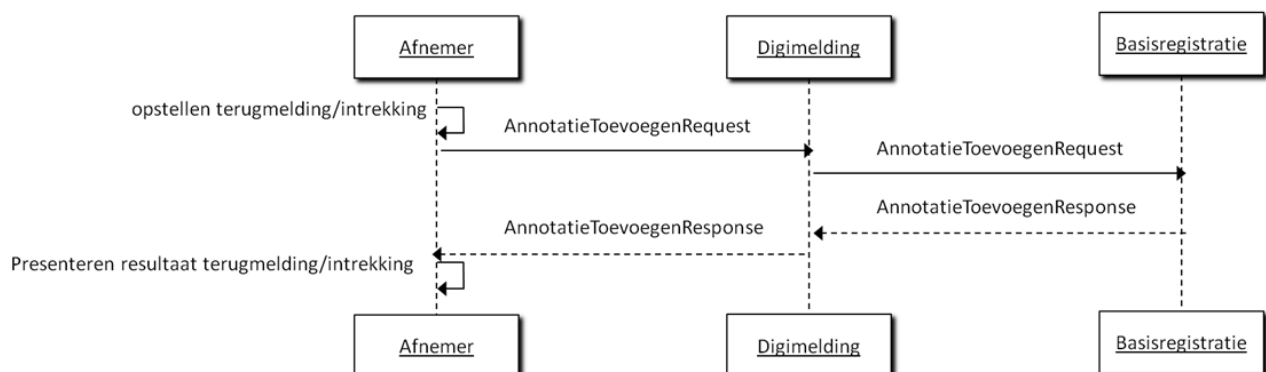 Afnemer
Digimelding
Basisregistratie
opstellen terugmelding/intrekking
AnnotatieToevoegenRequest
AnnotatieToevoegenRequest
AnnotatieToevoegenResponse
AnnotatieToevoegenResponse
Presenteren resultaat terugmelding/intrekking
Afnemer
Digimelding
Basisregistratie